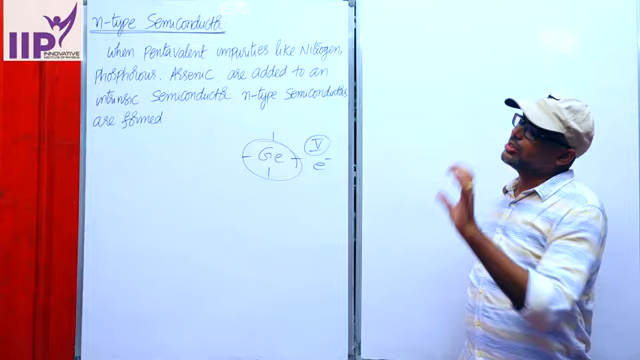 IIP
INNOVATIVE
INSTITUTE OF PHYSICS
n-type Semiconductor:
When pentavalent impurities like Nitrogen,
Phosphorous. Arsenic are added to an
intrinsic Semiconductor n-type Semiconductors
are formed
Ge V
e⁻